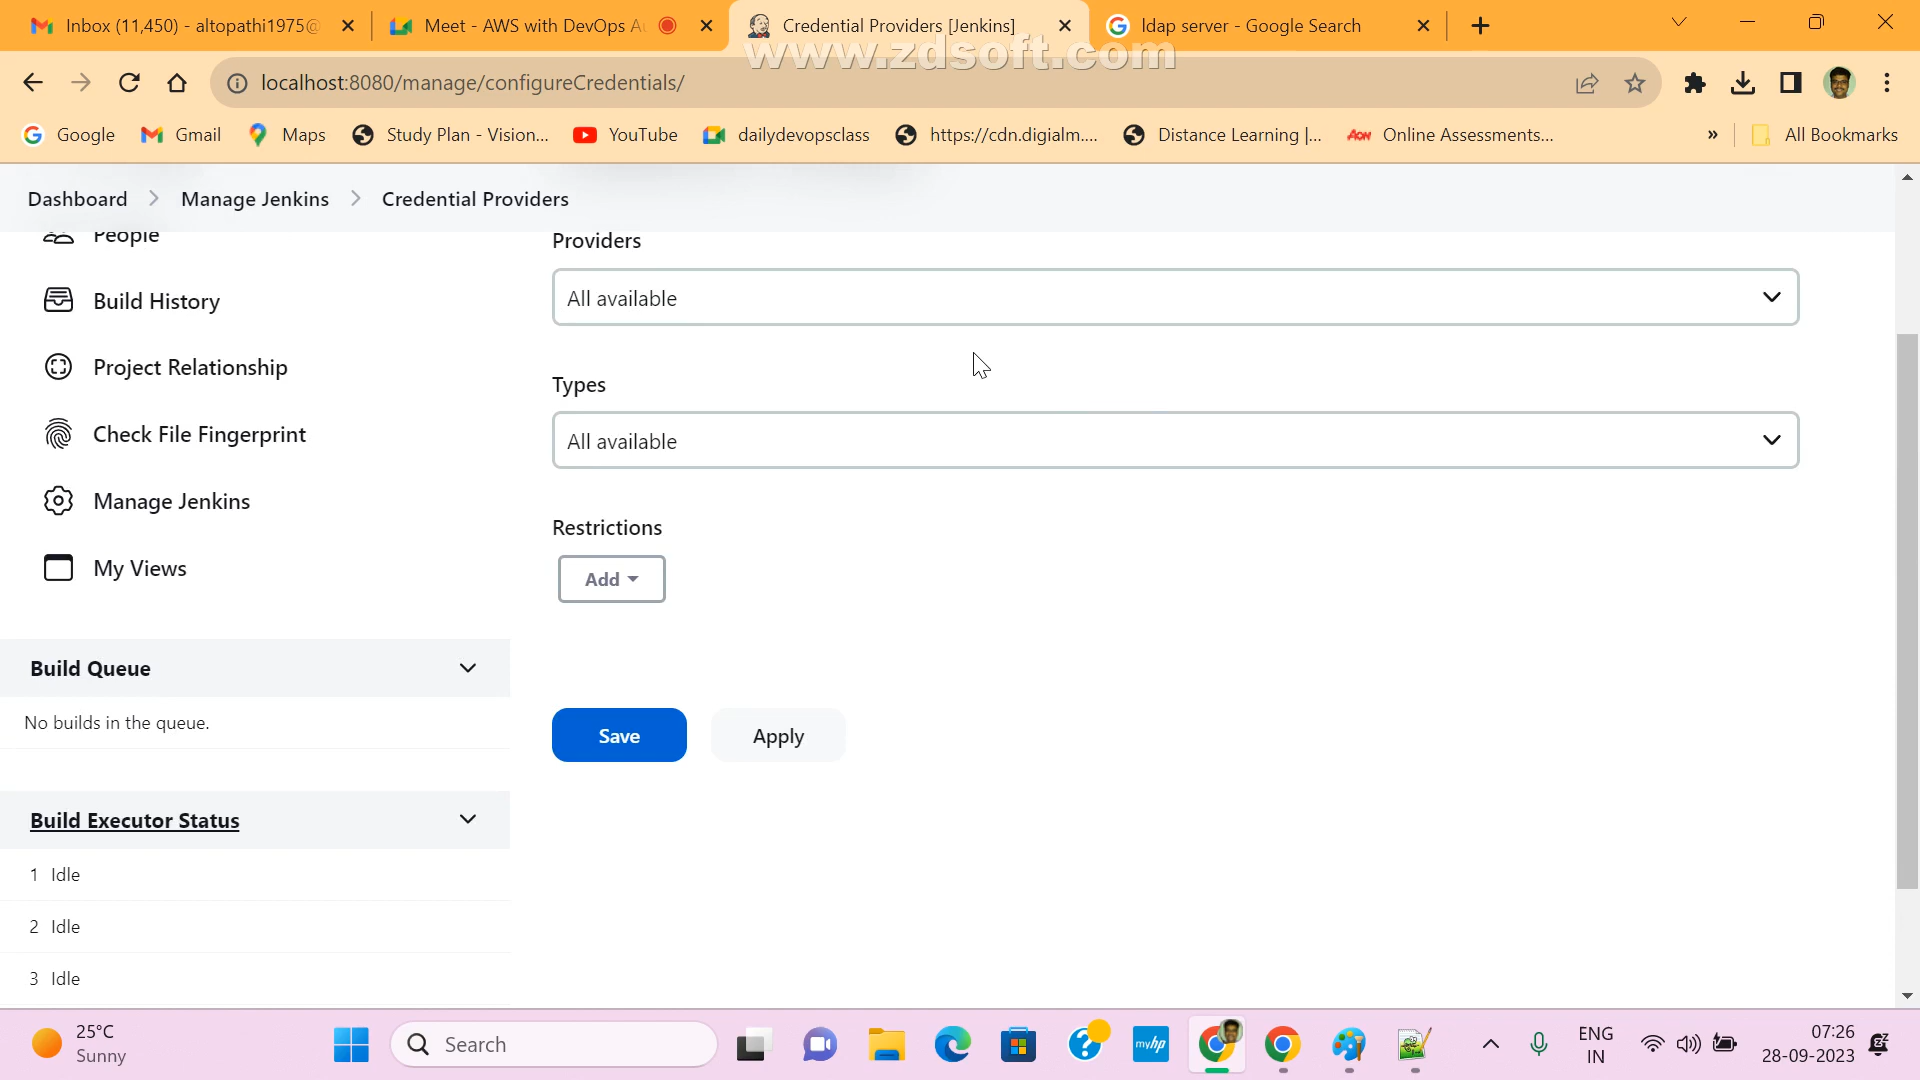 Inbox (11,450) - altopathi1975@
Meet - AWS with DevOps Au
Credential Providers [Jenkins]
ldap server - Google Search
www.zdsoft.com
localhost:8080/manage/configureCredentials/
Google
Gmail
Maps
Study Plan - Vision...
YouTube
dailydevopsclass
https://cdn.digialm....
Distance Learning |...
Aon
Online Assessments...
»
All Bookmarks
Dashboard
Manage Jenkins
Credential Providers
People
Build History
Project Relationship
Check File Fingerprint
Manage Jenkins
My Views
Build Queue
No builds in the queue.
Build Executor Status
1 Idle
2 Idle
3 Idle
Providers
All available
Types
All available
Restrictions
Add
Save
Apply
25°C
Sunny
Search
myhp
ENG
IN
07:26
28-09-2023